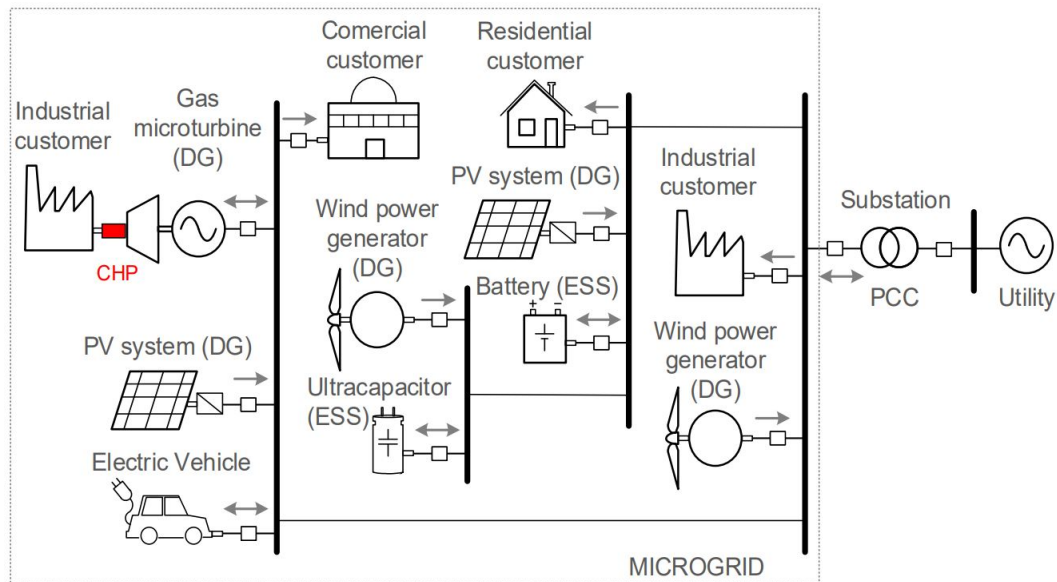 Comercial
customer
Residential
customer
Industrial
customer
Gas
microturbine
(DG)
CHP
PV system (DG)
Industrial
customer
Substation
PCC
Utility
Wind power
generator
(DG)
Battery (ESS)
+ −
Wind power
generator
(DG)
PV system (DG)
Ultracapacitor
(ESS)
Electric Vehicle
MICROGRID